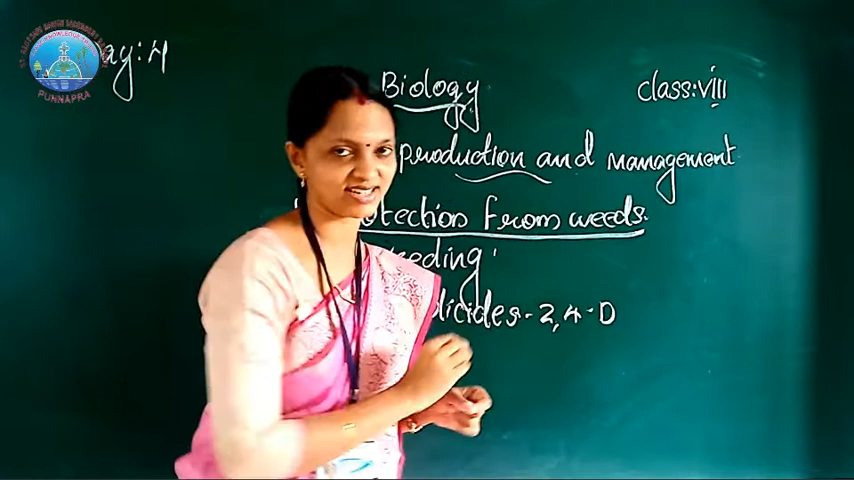 ay: 4
PUNNAPRA
Biology
class: viii
production and management
otection from weeds.
eeding
dicides - 2,4-D